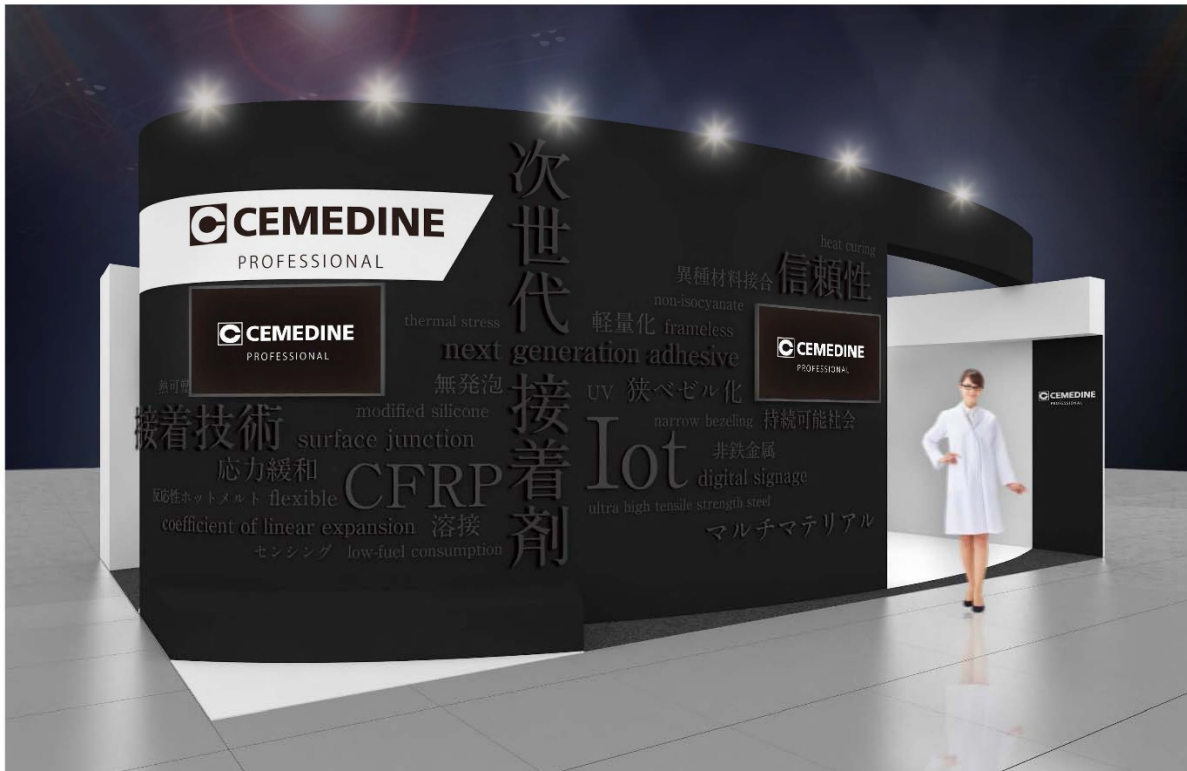 CEMEDINE
PROFESSIONAL
CEMEDINE
PROFESSIONAL
次世代接着剤
thermal stress
next generation adhesive
無発泡
modified silicone
接着技術
surface junction
応力緩和
CFRP
反応性ホットメルト flexible
coefficient of linear expansion 溶接
センシング low-fuel consumption
heat curing
異種材料接合 信頼性
non-isocyanate
軽量化 frameless
CEMEDINE
PROFESSIONAL
UV 狭ベゼル化
narrow bezeling 持続可能社会
Iot
非鉄金属
digital signage
ultra high tensile strength steel
マルチマテリアル
CEMEDINE
PROFESSIONAL